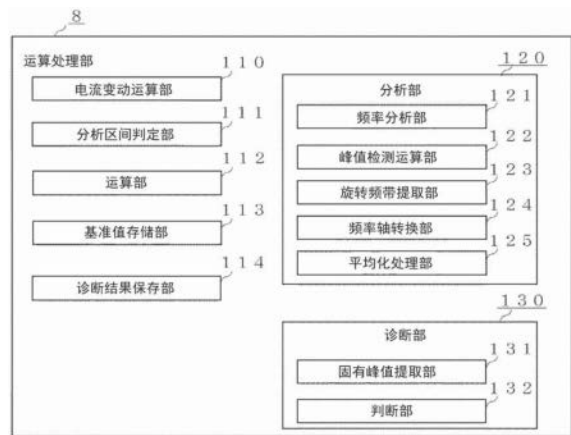 8
运算处理部
110
电流变动运算部
111
分析区间判定部
112
运算部
113
基准值存储部
114
诊断结果保存部
120
分析部
121
频率分析部
122
峰值检测运算部
123
旋转频带提取部
124
频率轴转换部
125
平均化处理部
130
诊断部
131
固有峰值提取部
132
判断部